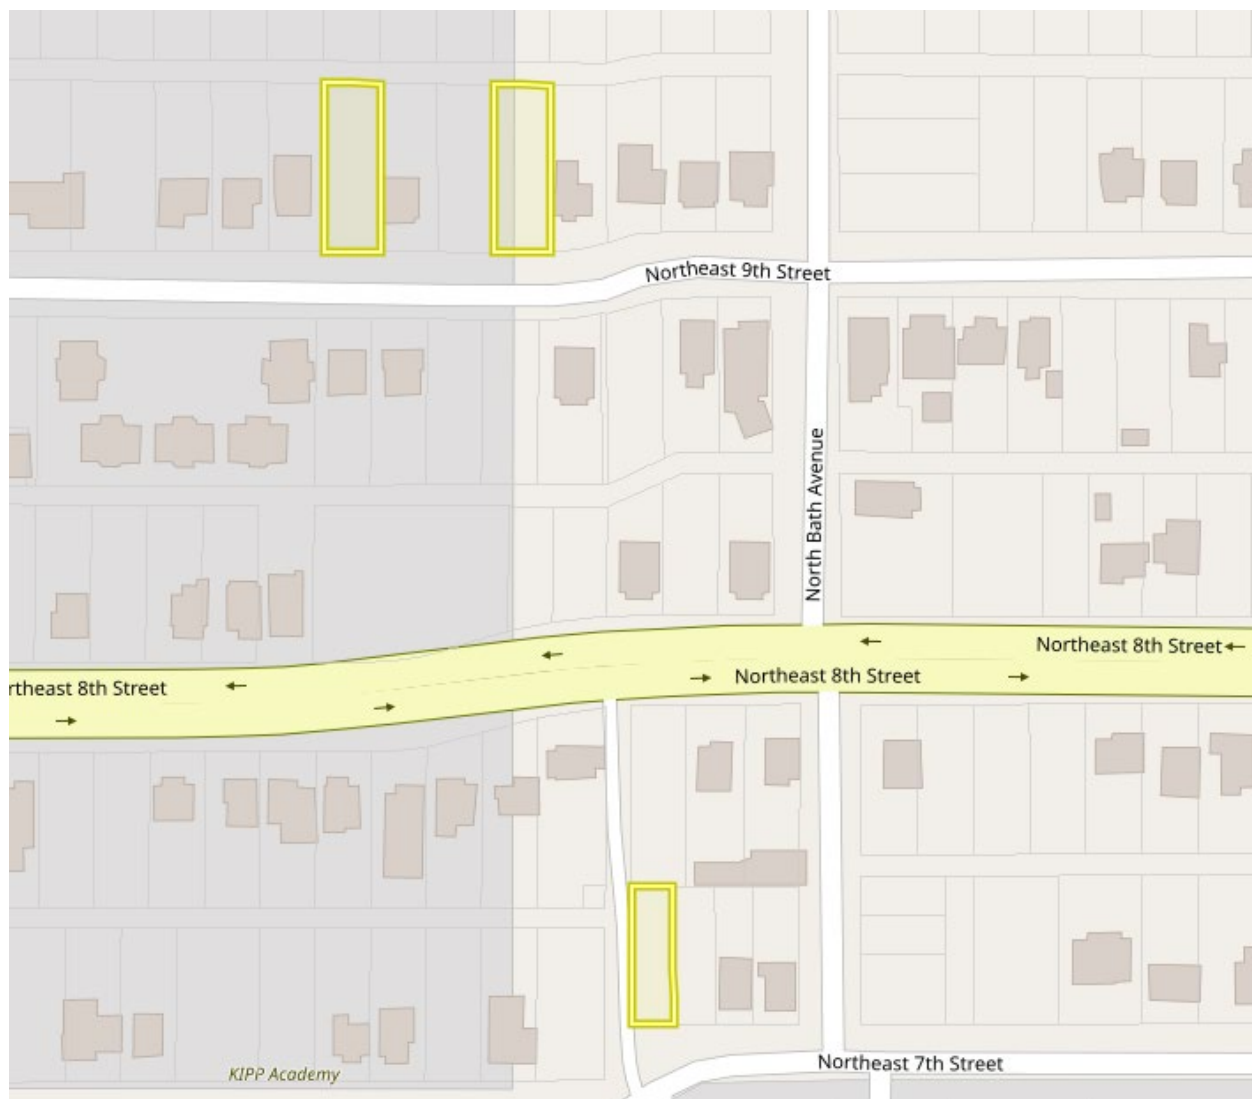 Northeast 9th Street
North Bath Avenue
Northeast 8th Street
rtheast 8th Street
Northeast 8th Street
Northeast 7th Street
KIPP Academy